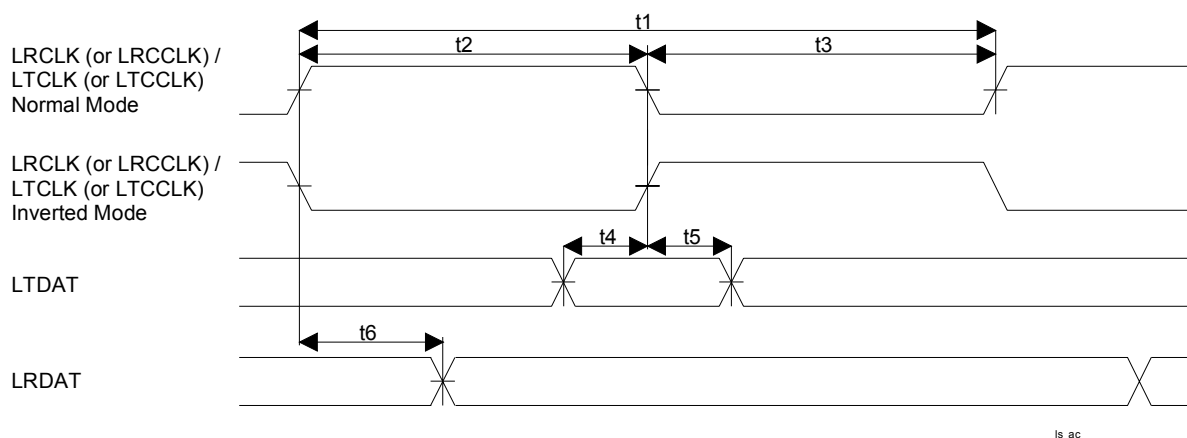 t1
t2
t3
LRCLK (or LRCCLK) /
LTCLK (or LTCCLK)
Normal Mode
LRCLK (or LRCCLK) /
LTCLK (or LTCCLK)
Inverted Mode
t4
t5
LTDAT
t6
LRDAT
ls ac